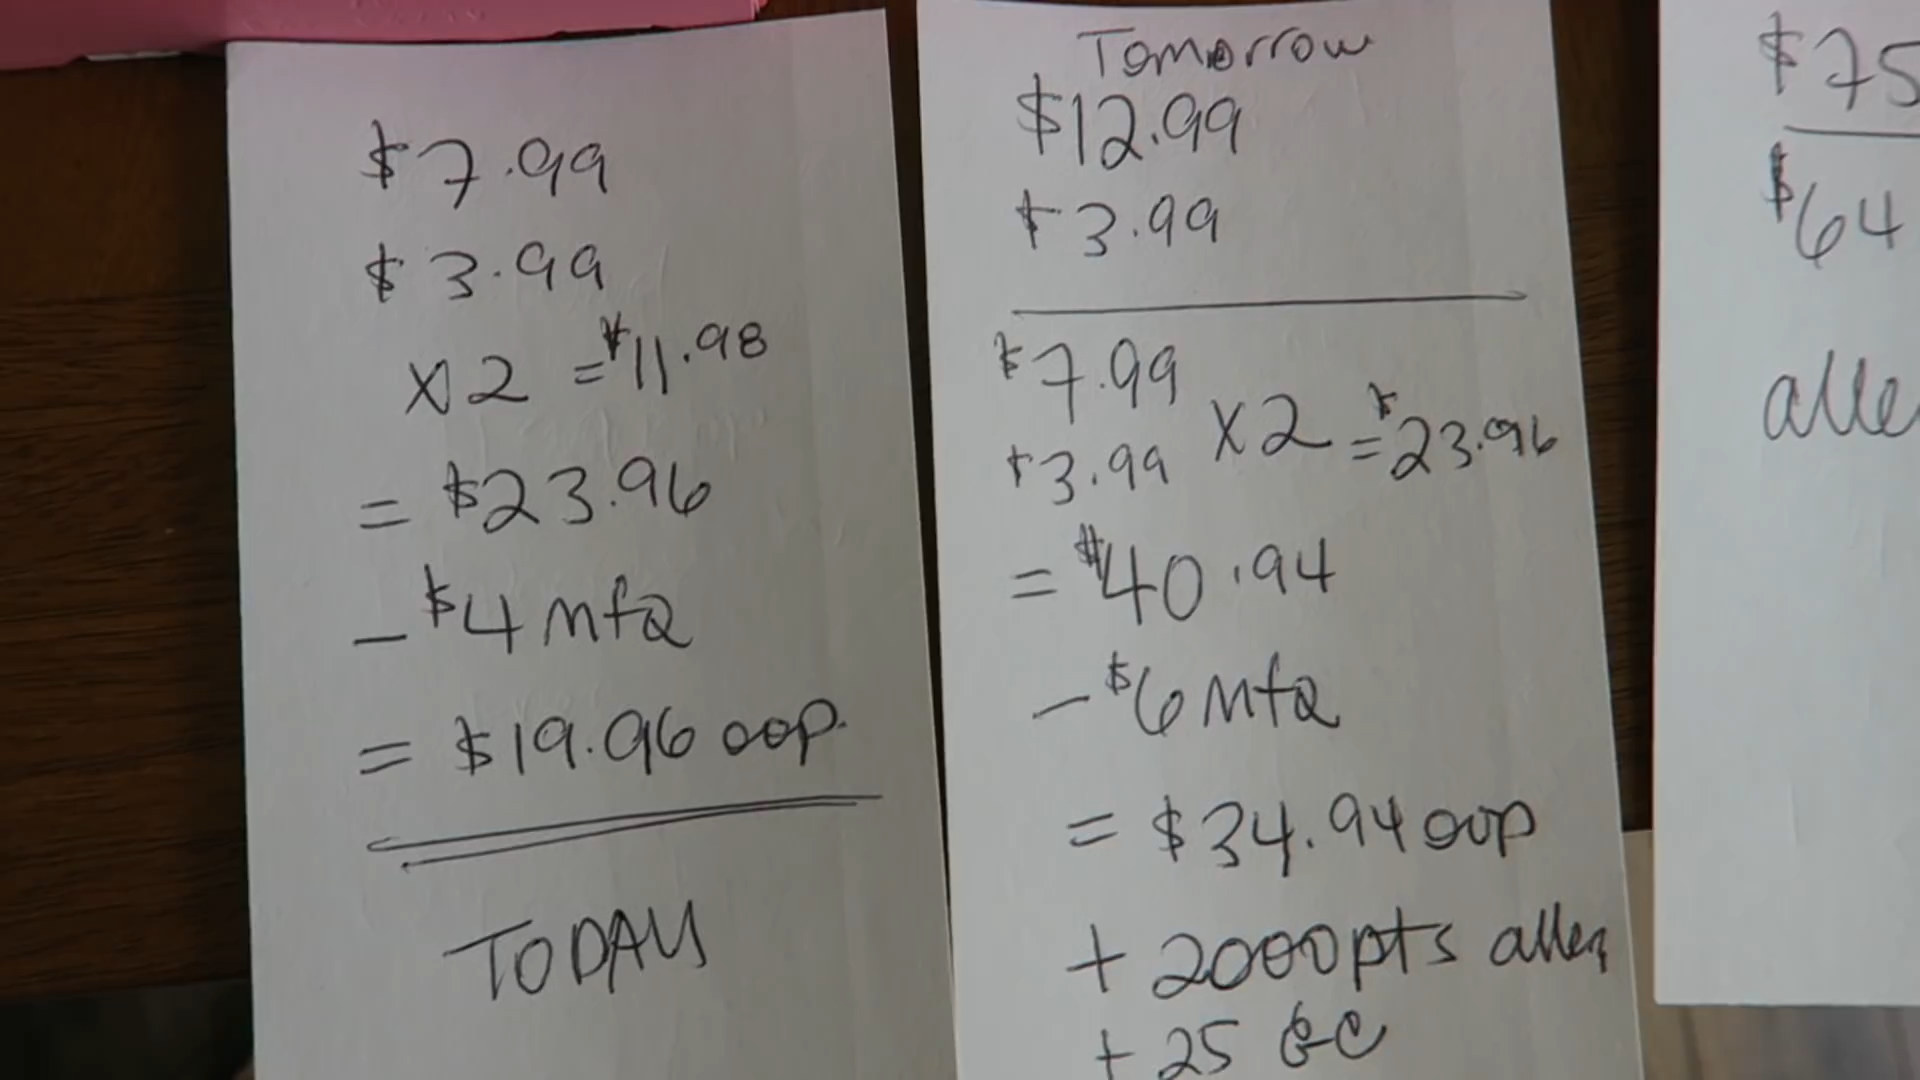 $7.99
$3.99
x2 = $11.98
= $23.96
- $4 mfQ
= $19.96 oop.
TODAY
Tomorrow
$12.99
$3.99
$7.99
$3.99 x2 = $23.96
= $40.94
- $6 mfQ
= $34.94 oop
+ 2000pts allen
+ 25 GC
$75
$64
alle